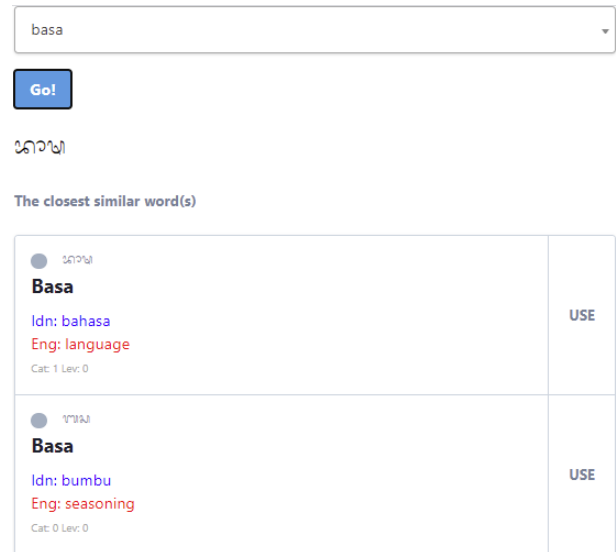 basa
Go!
ᬪᬵᬱ
The closest similar word(s)
ᬪᬵᬱ
Basa
Idn: bahasa
Eng: language
Cat: 1 Lev: 0
USE
ᬩᬲ
Basa
Idn: bumbu
Eng: seasoning
Cat: 0 Lev: 0
USE